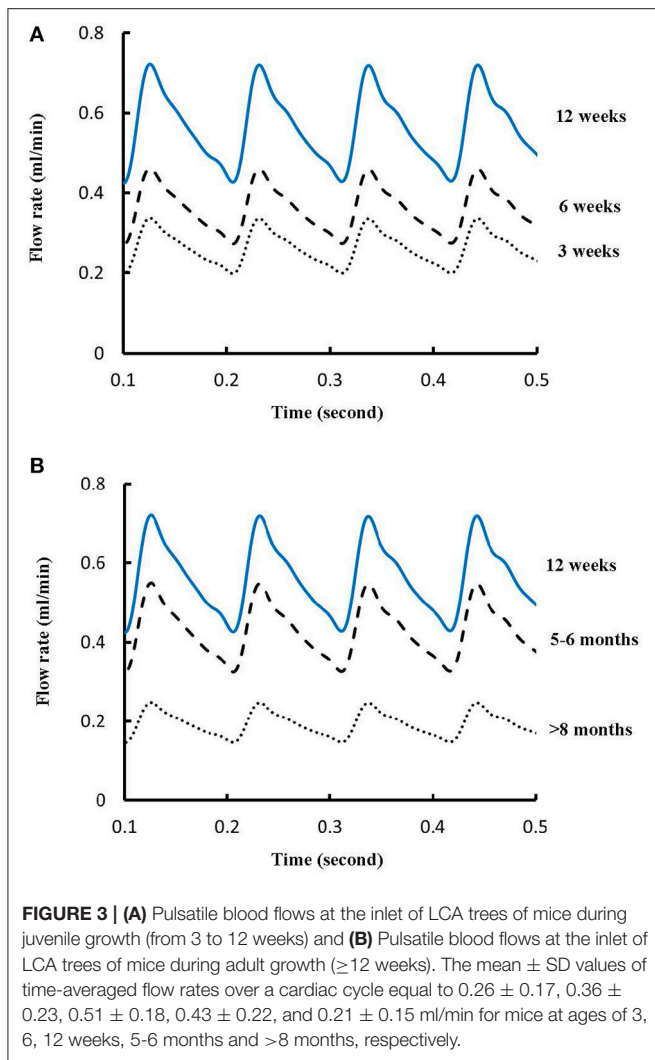 A
0.8
0.6
0.4
0.2
0
Flow rate (ml/min)
12 weeks
6 weeks
3 weeks
0.1 0.2 0.3 0.4 0.5
Time (second)
B
0.8
0.6
0.4
0.2
0
Flow rate (ml/min)
12 weeks
5-6 months
>8 months
0.1 0.2 0.3 0.4 0.5
Time (second)
FIGURE 3 | (A) Pulsatile blood flows at the inlet of LCA trees of mice during
juvenile growth (from 3 to 12 weeks) and (B) Pulsatile blood flows at the inlet of
LCA trees of mice during adult growth (≥12 weeks). The mean ± SD values of
time-averaged flow rates over a cardiac cycle equal to 0.26 ± 0.17, 0.36 ±
0.23, 0.51 ± 0.18, 0.43 ± 0.22, and 0.21 ± 0.15 ml/min for mice at ages of 3,
6, 12 weeks, 5-6 months and >8 months, respectively.